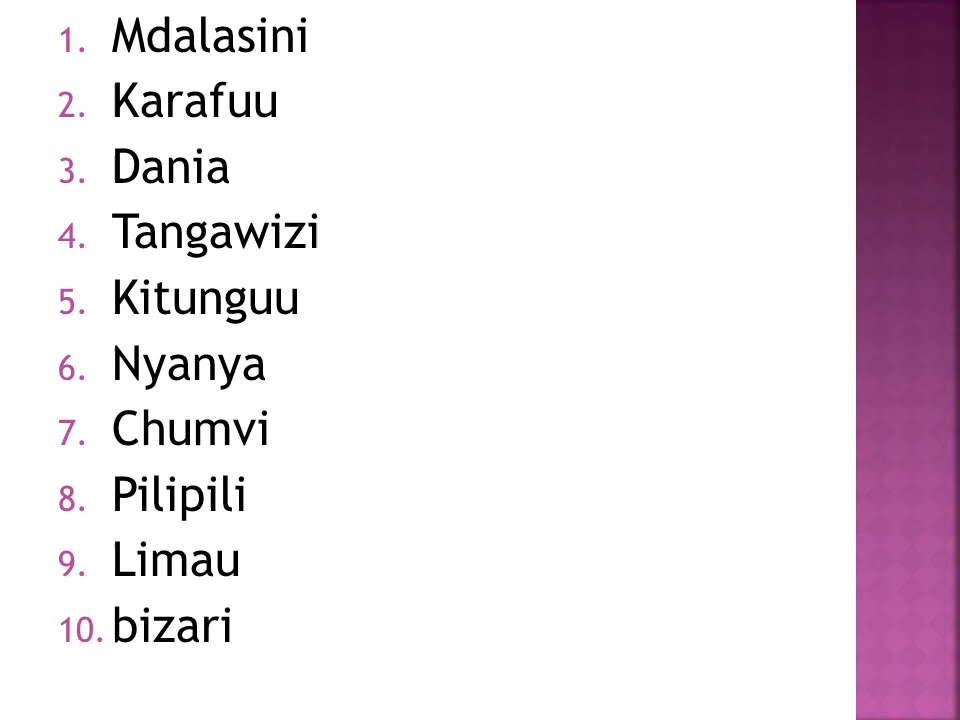 1. Mdalasini
2. Karafuu
3. Dania
4. Tangawizi
5. Kitunguu
6. Nyanya
7. Chumvi
8. Pilipili
9. Limau
10. bizari